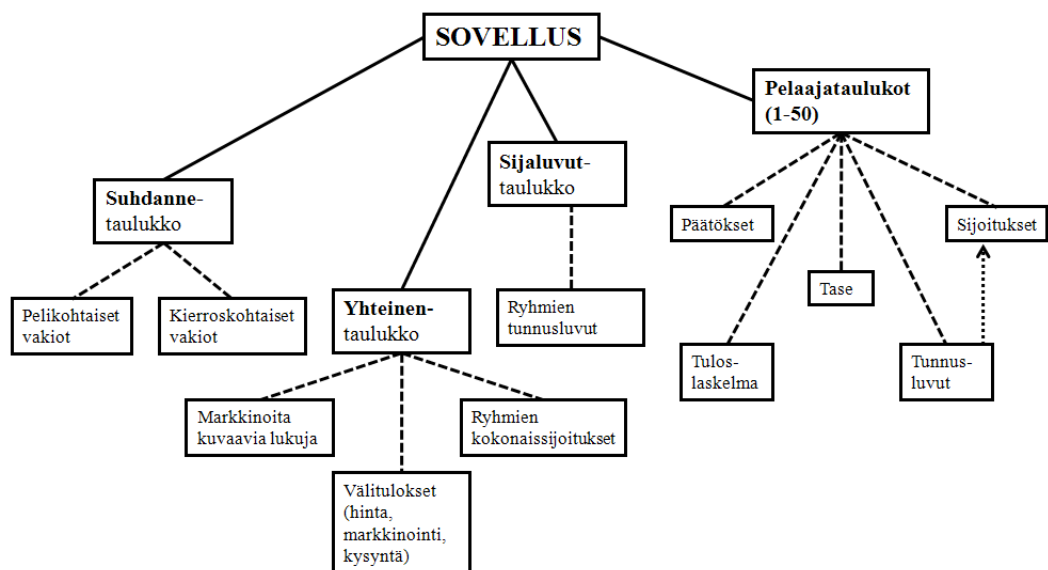 SOVELLUS
Pelaajataulukot
(1-50)
Sijaluvut-
taulukko
Suhdanne-
taulukko
Päätökset
Sijoitukset
Tase
Pelikohtaiset
vakiot
Kierroskohtaiset
vakiot
Yhteinen-
taulukko
Ryhmien
tunnusluvut
Tulos-
laskelma
Tunnus-
luvut
Markkinoita
kuvaavia lukuja
Ryhmien
kokonaissijoitukset
Välitulokset
(hinta,
markkinointi,
kysyntä)